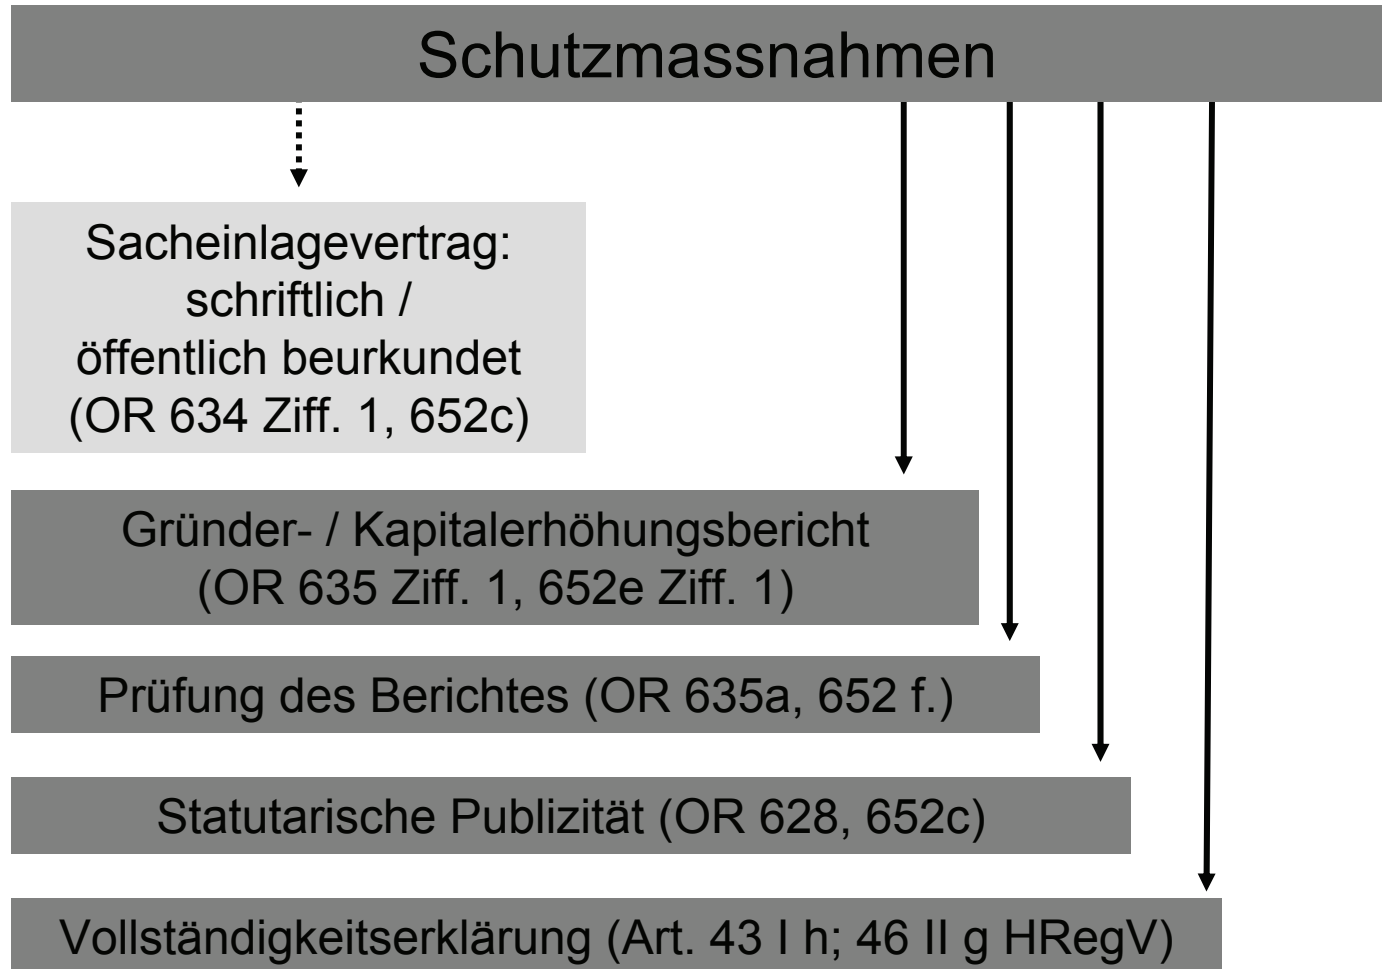 Schutzmassnahmen
Sacheinlagevertrag:
schriftlich /
öffentlich beurkundet
(OR 634 Ziff. 1, 652c)
Gründer- / Kapitalerhöhungsbericht
(OR 635 Ziff. 1, 652e Ziff. 1)
Prüfung des Berichtes (OR 635a, 652 f.)
Statutarische Publizität (OR 628, 652c)
Vollständigkeitserklärung (Art. 43 I h; 46 II g HRegV)